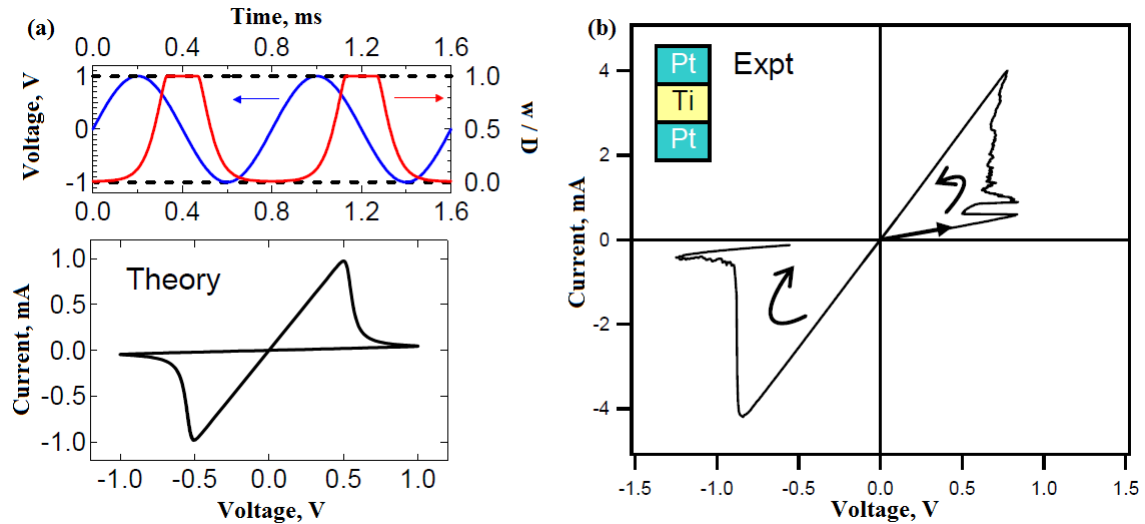 (a)
Time, ms
0.0 0.4 0.8 1.2 1.6
Voltage, V
1
0
-1
1.0
0.5
0.0
w / D
0.0 0.4 0.8 1.2 1.6
Theory
Current, mA
1.0
0.5
0.0
-0.5
-1.0
-1.0 -0.5 0.0 0.5 1.0
Voltage, V
(b)
Pt
Ti
Pt
Expt
Current, mA
4
2
0
-2
-4
-1.5 -1.0 -0.5 0.0 0.5 1.0 1.5
Voltage, V